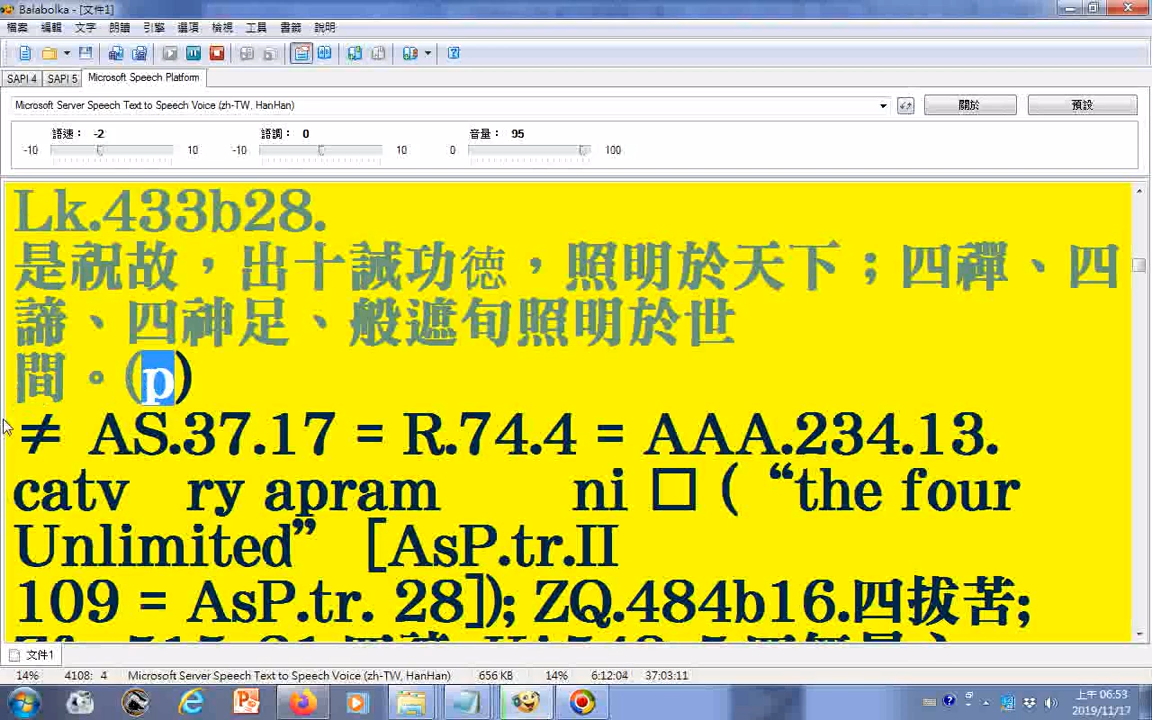 Balabolka - [文件1]
檔案 編輯 文字 朗讀 引擎 選項 檢視 工具 書籤 說明
SAPI 4 SAPI 5 Microsoft Speech Platform
Microsoft Server Speech Text to Speech Voice (zh-TW, HanHan) 關於 預設
語速： -2 語調： 0 音量： 95
-10 10 -10 10 0 100
Lk.433b28.
是祝故，出十誡功德，照明於天下；四禪、四
諦、四神足、般遮旬照明於世
間。(p)
≠ AS.37.17 = R.74.4 = AAA.234.13.
catv ry apram ni □ ( “the four
Unlimited” [AsP.tr.II
109 = AsP.tr. 28]); ZQ.484b16.四拔苦;
文件1
14% 4108: 4 Microsoft Server Speech Text to Speech Voice (zh-TW, HanHan) 656 KB 14% 6:12:04 37:03:11
上午 06:53
2019/11/17